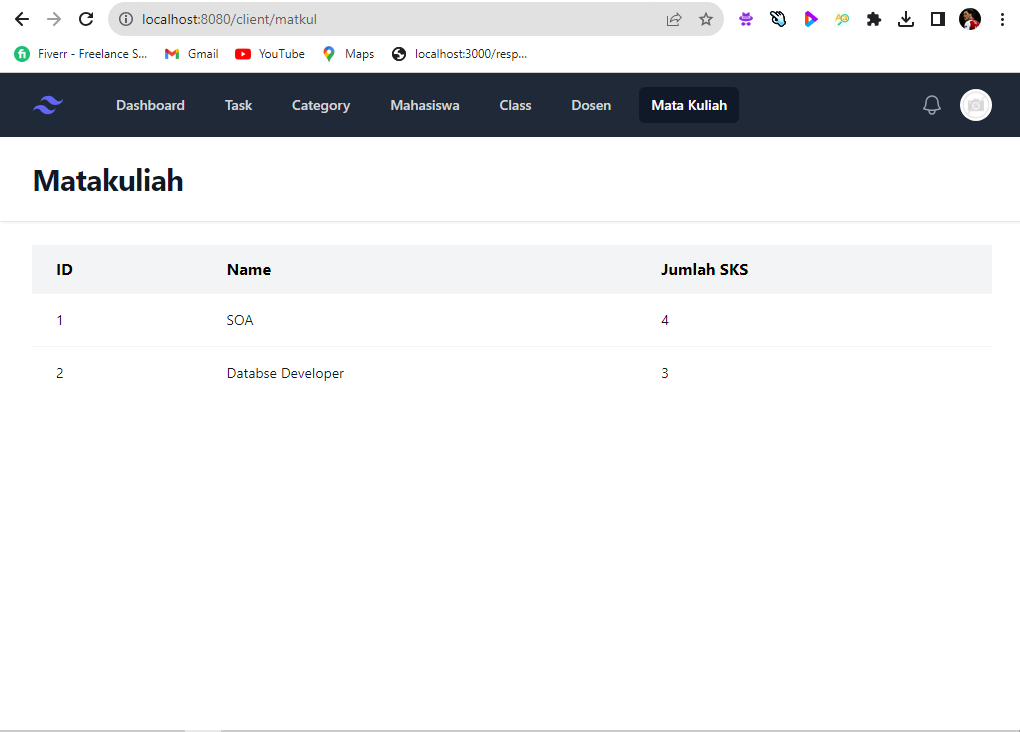 localhost:8080/client/matkul
Fiverr - Freelance S... Gmail YouTube Maps localhost:3000/resp...
Dashboard Task Category Mahasiswa Class Dosen Mata Kuliah
Matakuliah
ID Name Jumlah SKS
1 SOA 4
2 Databse Developer 3